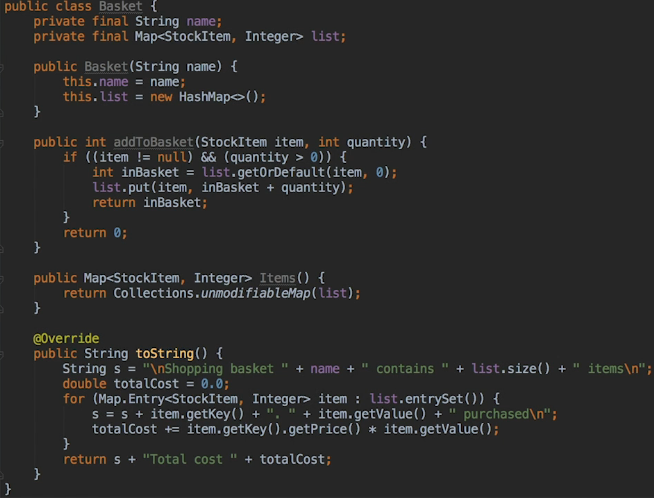 public class Basket {
private final String name;
private final Map<StockItem, Integer> list;
public Basket(String name) {
this.name = name;
this.list = new HashMap<>();
}
public int addToBasket(StockItem item, int quantity) {
if ((item != null) && (quantity > 0)) {
int inBasket = list.getOrDefault(item, 0);
list.put(item, inBasket + quantity);
return inBasket;
}
return 0;
}
public Map<StockItem, Integer> Items() {
return Collections.unmodifiableMap(list);
}
@Override
public String toString() {
String s = "\nShopping basket " + name + " contains " + list.size() + " items\n";
double totalCost = 0.0;
for (Map.Entry<StockItem, Integer> item : list.entrySet()) {
s = s + item.getKey() + ". " + item.getValue() + " purchased\n";
totalCost += item.getKey().getPrice() * item.getValue();
}
return s + "Total cost " + totalCost;
}
}